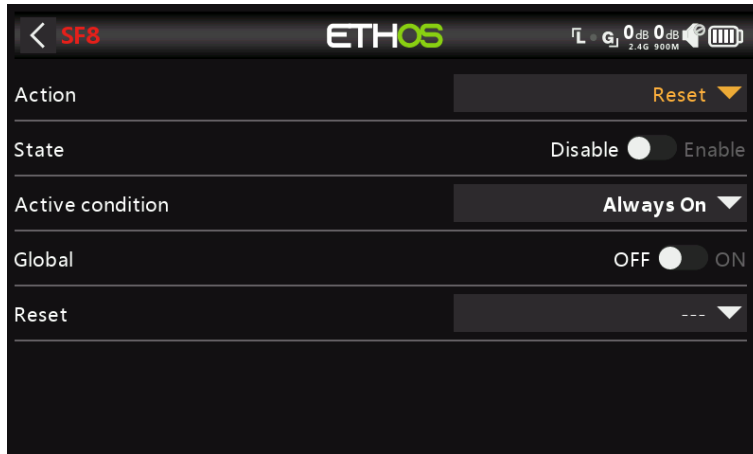 SF8
ETHOS
L G 0dB 0dB
2.4G 900M
Action Reset
State Disable Enable
Active condition Always On
Global OFF ON
Reset ---